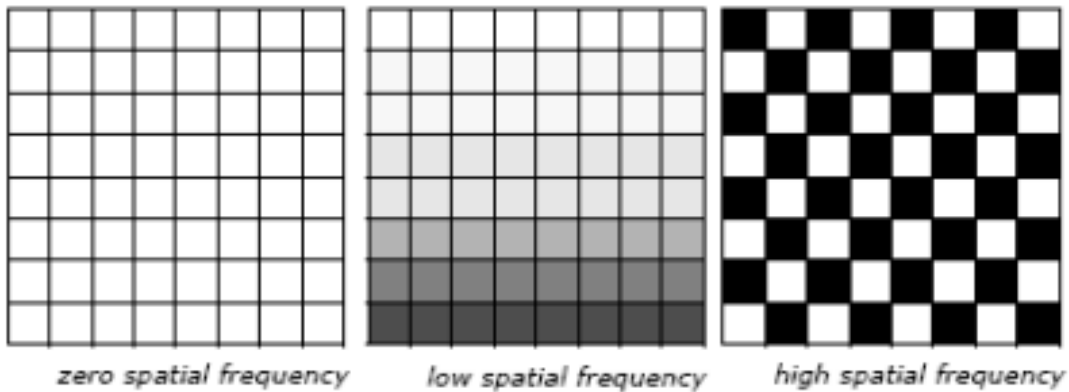 zero spatial frequency
low spatial frequency
high spatial frequency